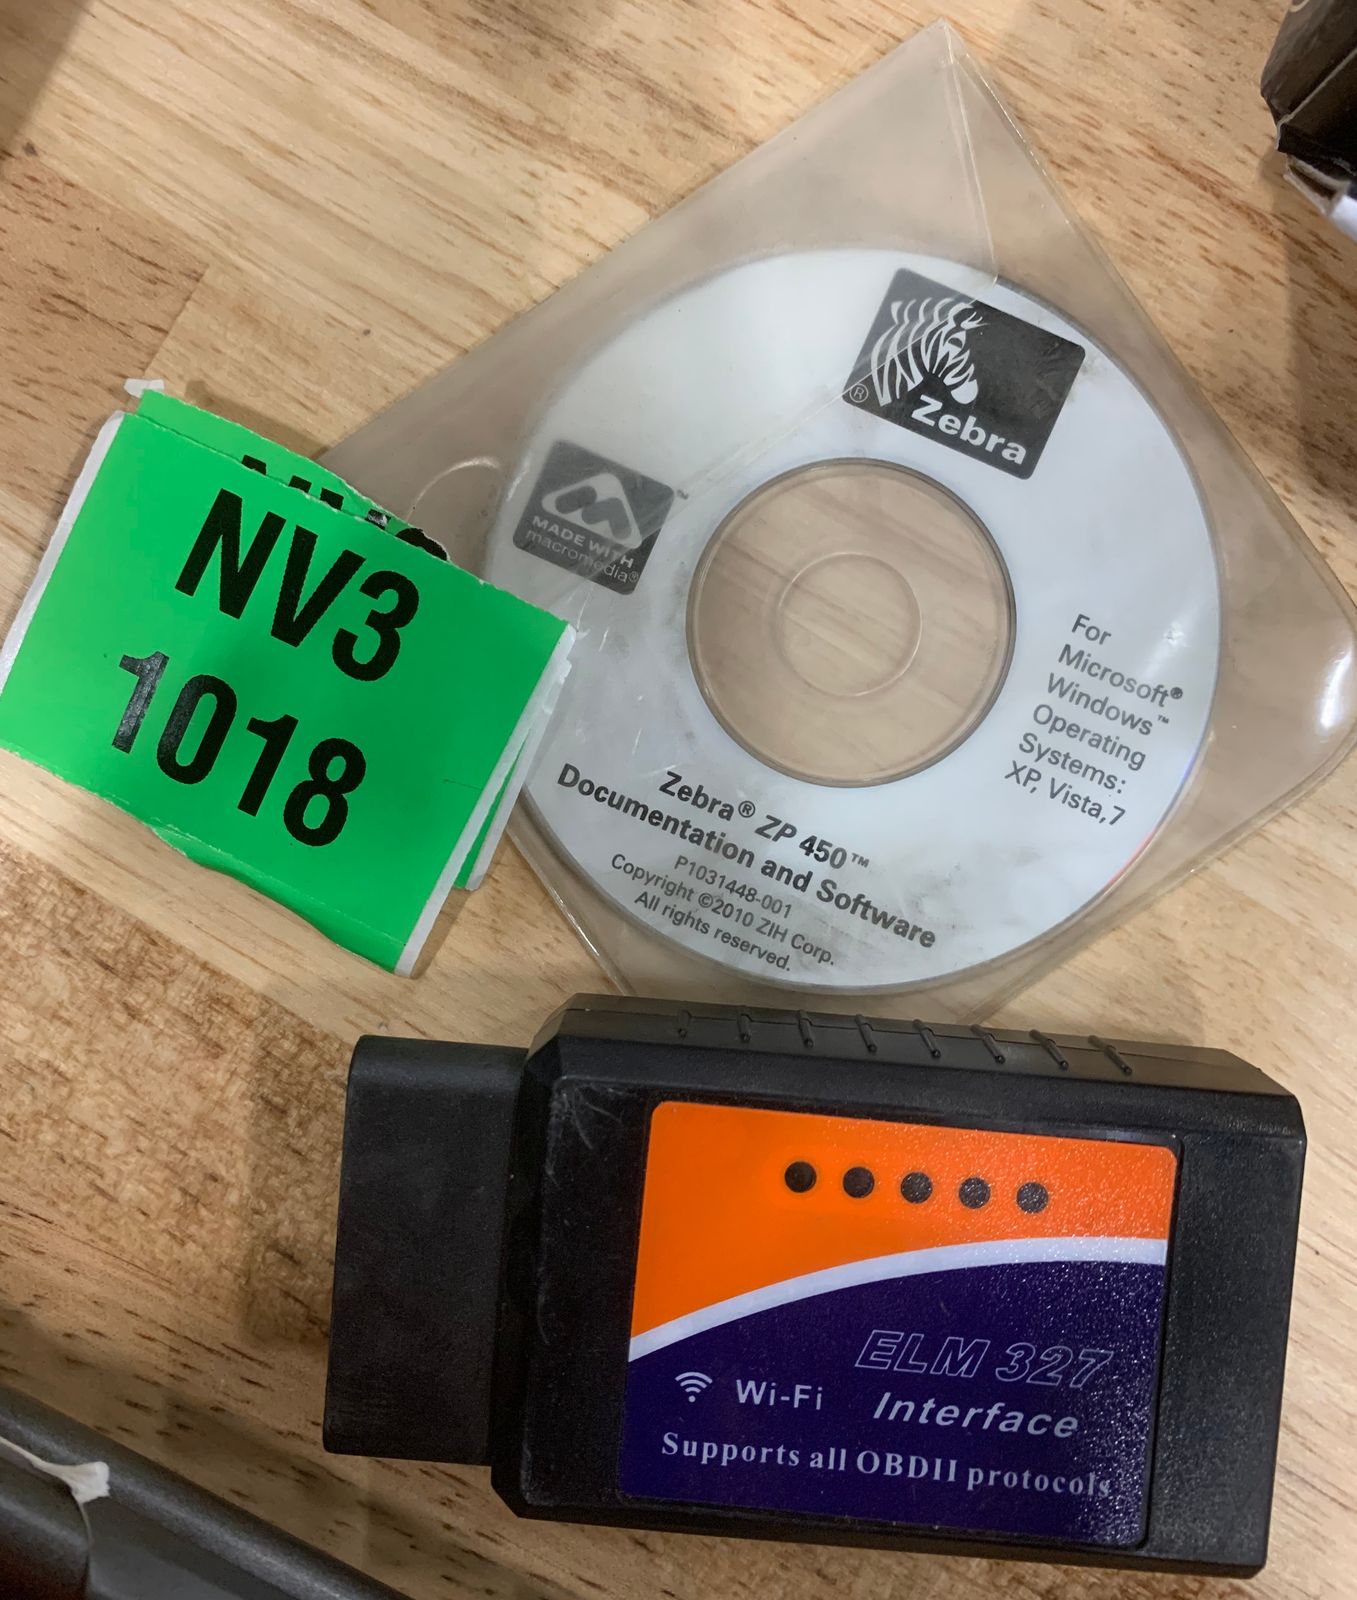 Zebra
®
MADE WITH
macromedia®
™
NV3
1018
For
Microsoft®
Windows™
Operating
Systems:
XP, Vista,7
Zebra® ZP 450™
Documentation and Software
P1031448-001
Copyright ©2010 ZIH Corp.
All rights reserved.
ELM 327
Wi-Fi Interface
Supports all OBDII protocols